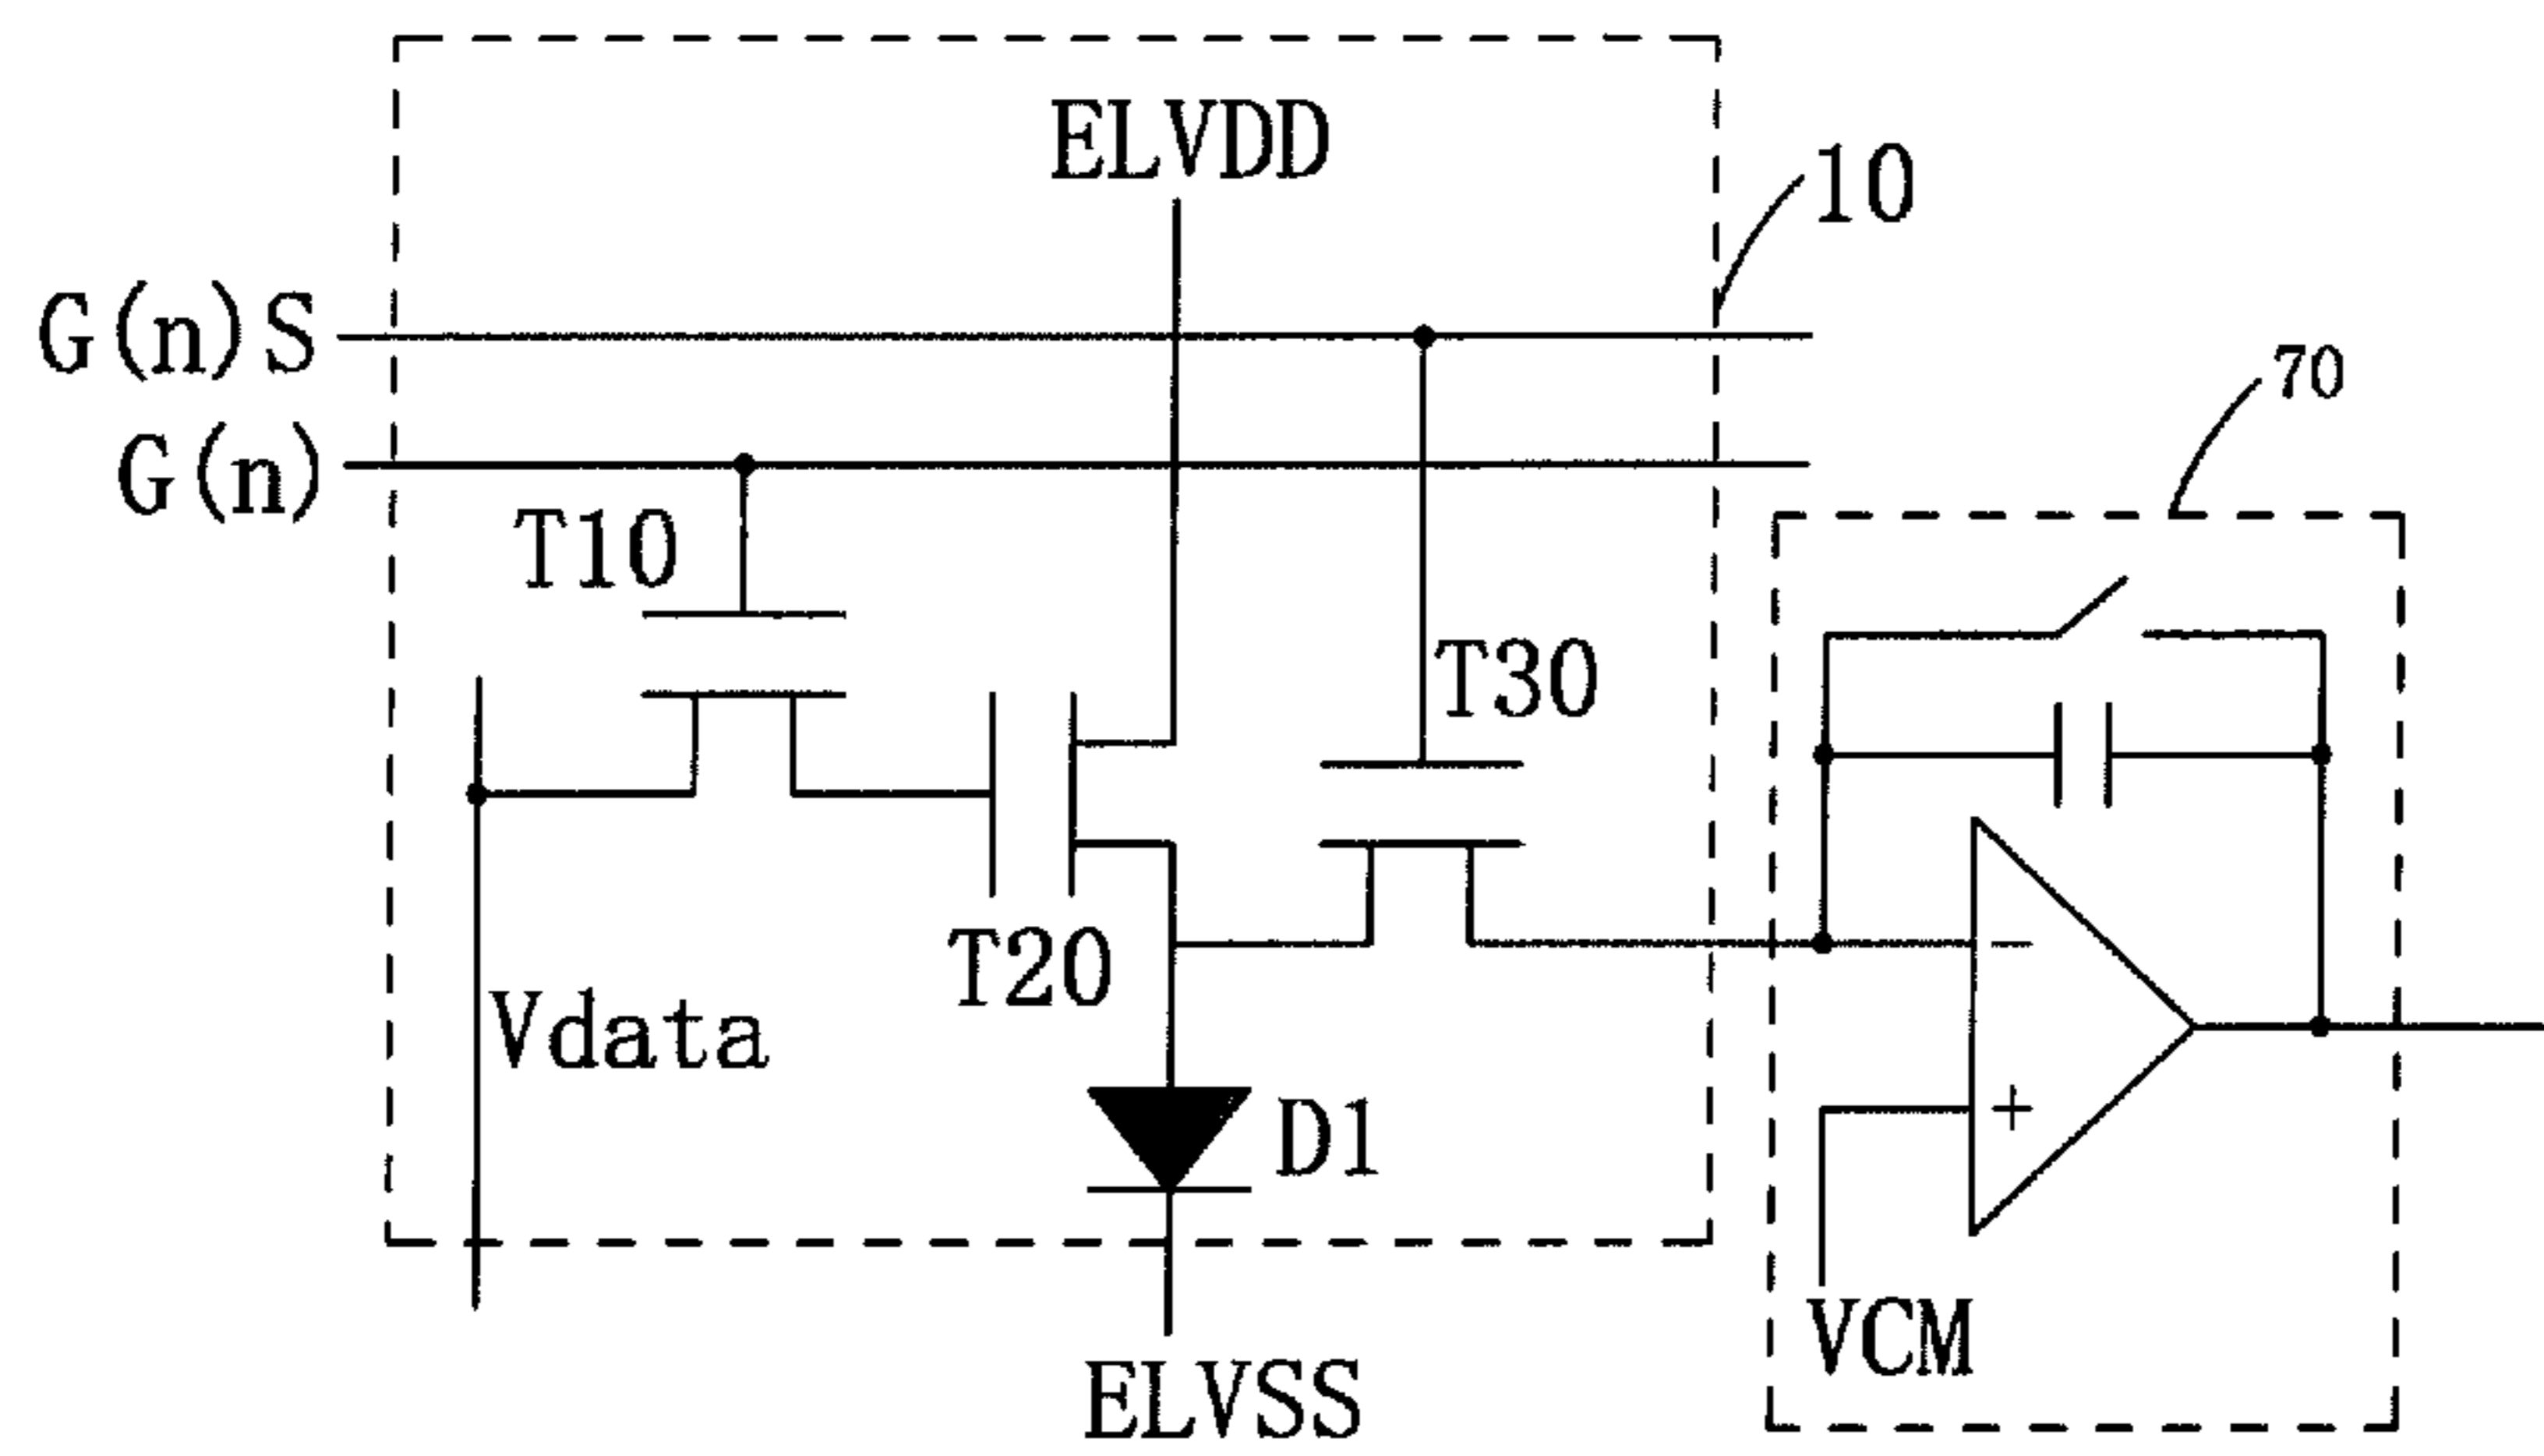 ELVDD
10
G(n)S
70
G(n)
T10
T30
T20
Vdata
-
+
D1
VCM
ELVSS